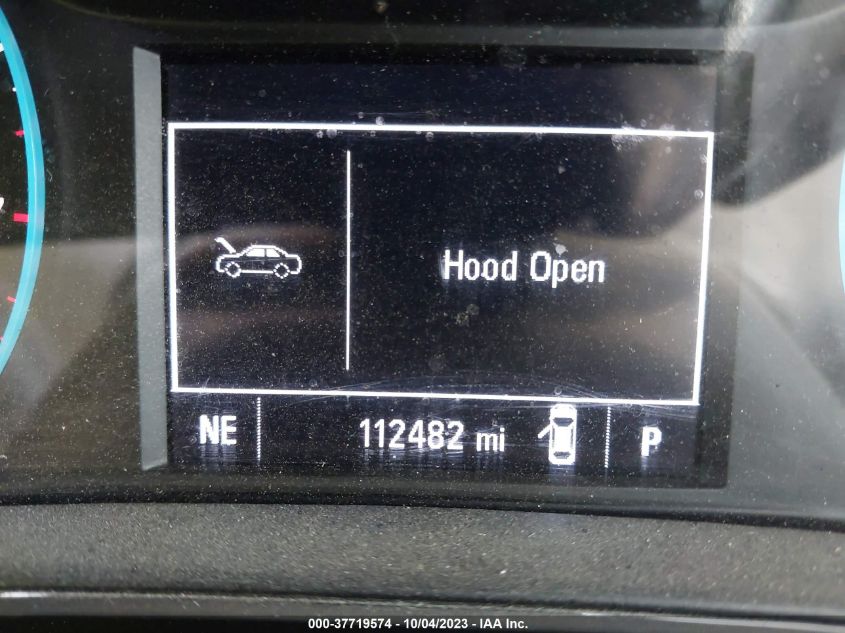 Hood Open
NE 112482 mi P
000-37719574 - 10/04/2023 - © IAA Inc.